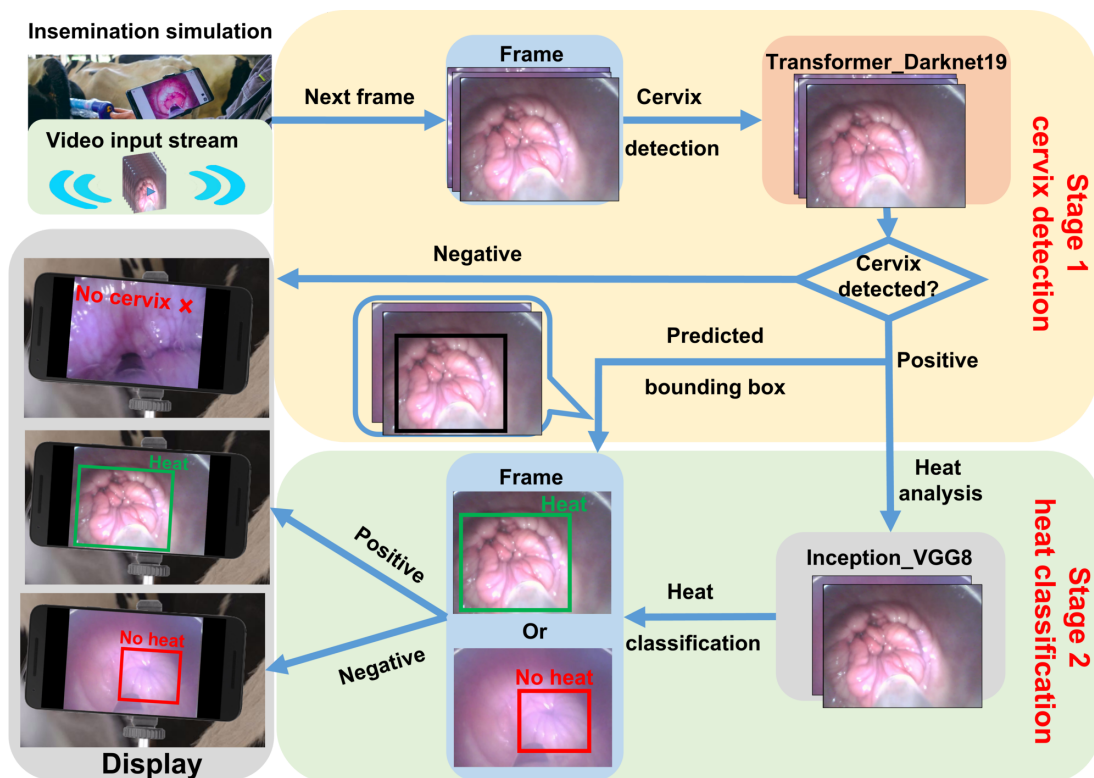 Insemination simulation
Video input stream
Next frame
Frame
Cervix
detection
Transformer_Darknet19
Stage 1
cervix detection
Cervix
detected?
Negative
No cervix ×
Predicted
bounding box
Positive
Heat
analysis
Inception_VGG8
Stage 2
heat classification
Heat
classification
Frame
Heat
Or
No heat
Positive
Negative
Heat
No heat
Display